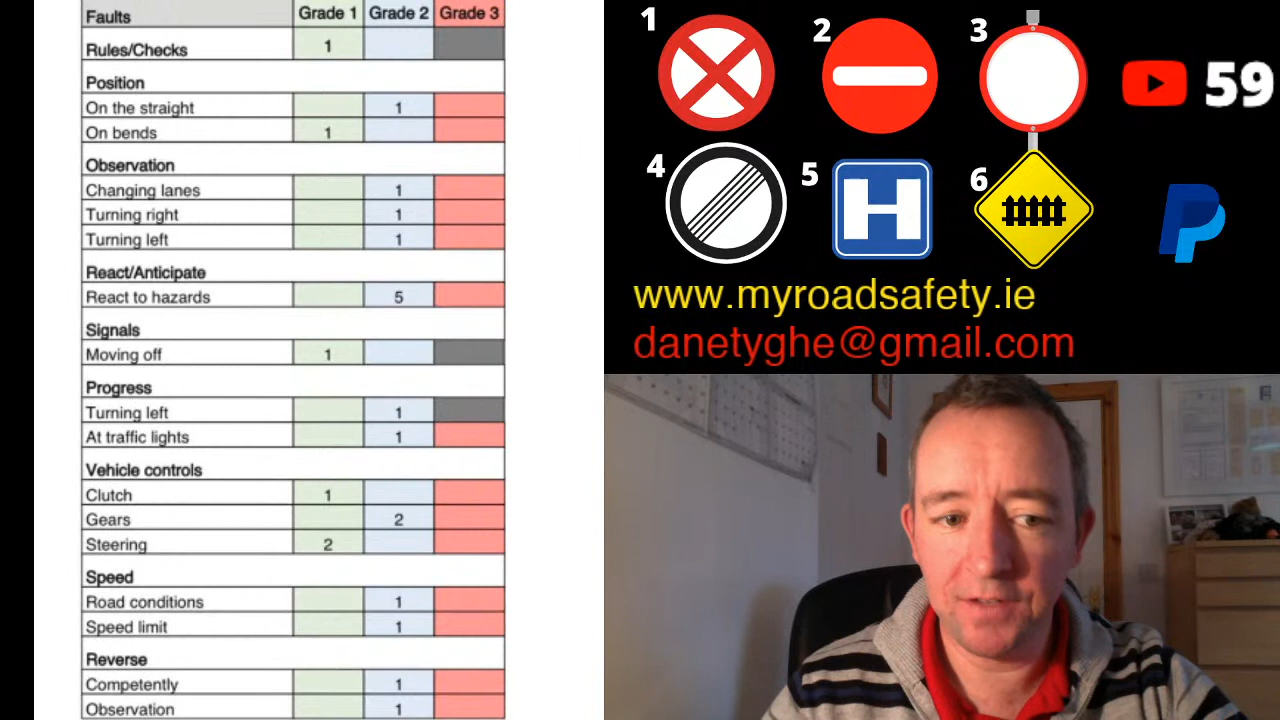 Faults Grade 1 Grade 2 Grade 3
Rules/Checks 1
Position
On the straight 1
On bends 1
Observation
Changing lanes 1
Turning right 1
Turning left 1
React/Anticipate
React to hazards 5
Signals
Moving off 1
Progress
Turning left 1
At traffic lights 1
Vehicle controls
Clutch 1
Gears 2
Steering 2
Speed
Road conditions 1
Speed limit 1
Reverse
Competently 1
Observation 1
1 2 3
59
4 5 6
H
www.myroadsafety.ie
danetyghe@gmail.com